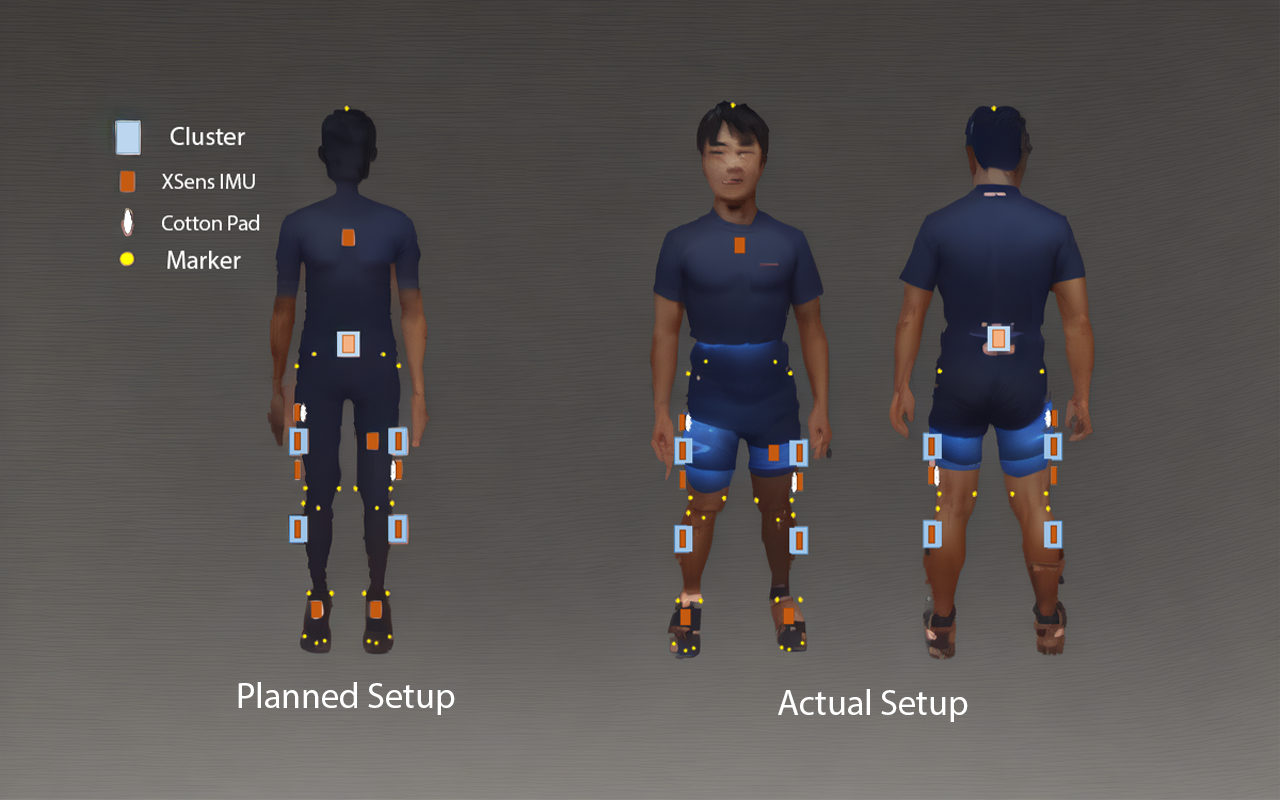 Cluster
XSens IMU
Cotton Pad
Marker
Planned Setup
Actual Setup